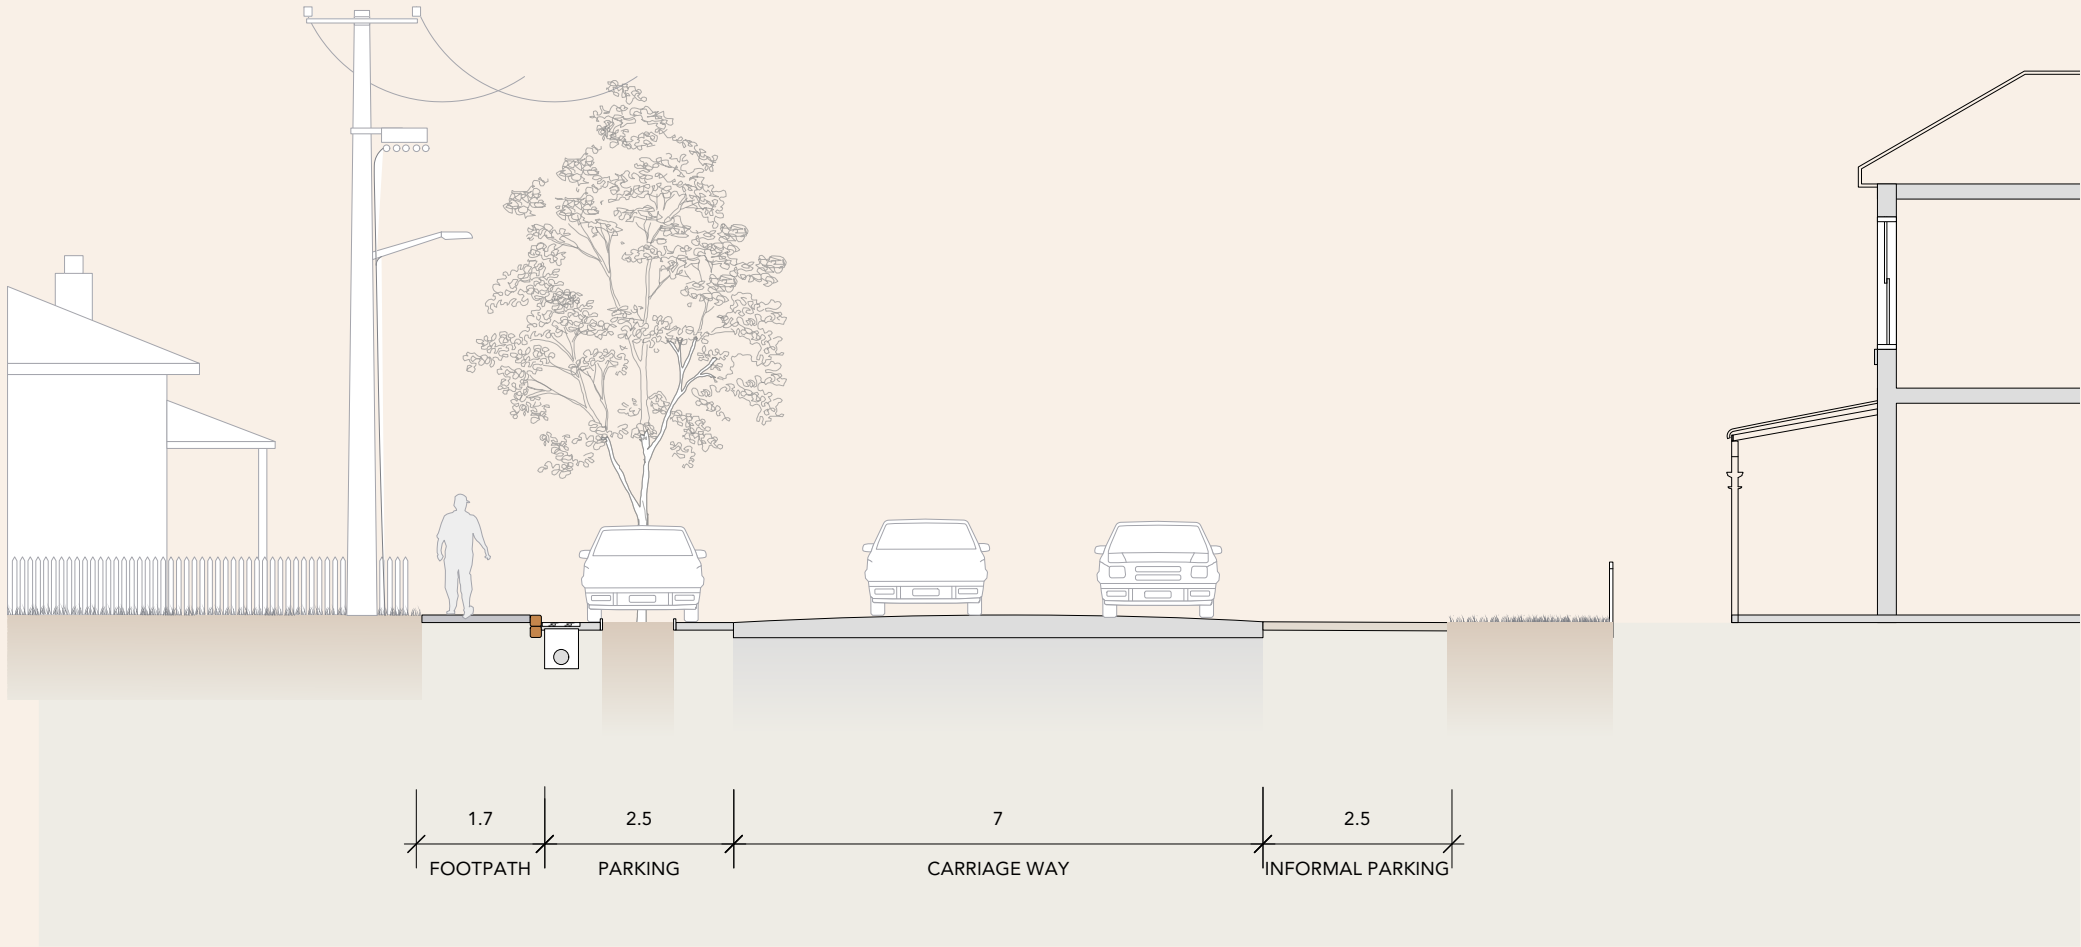 1.7 2.5 7 2.5
FOOTPATH PARKING CARRIAGE WAY INFORMAL PARKING